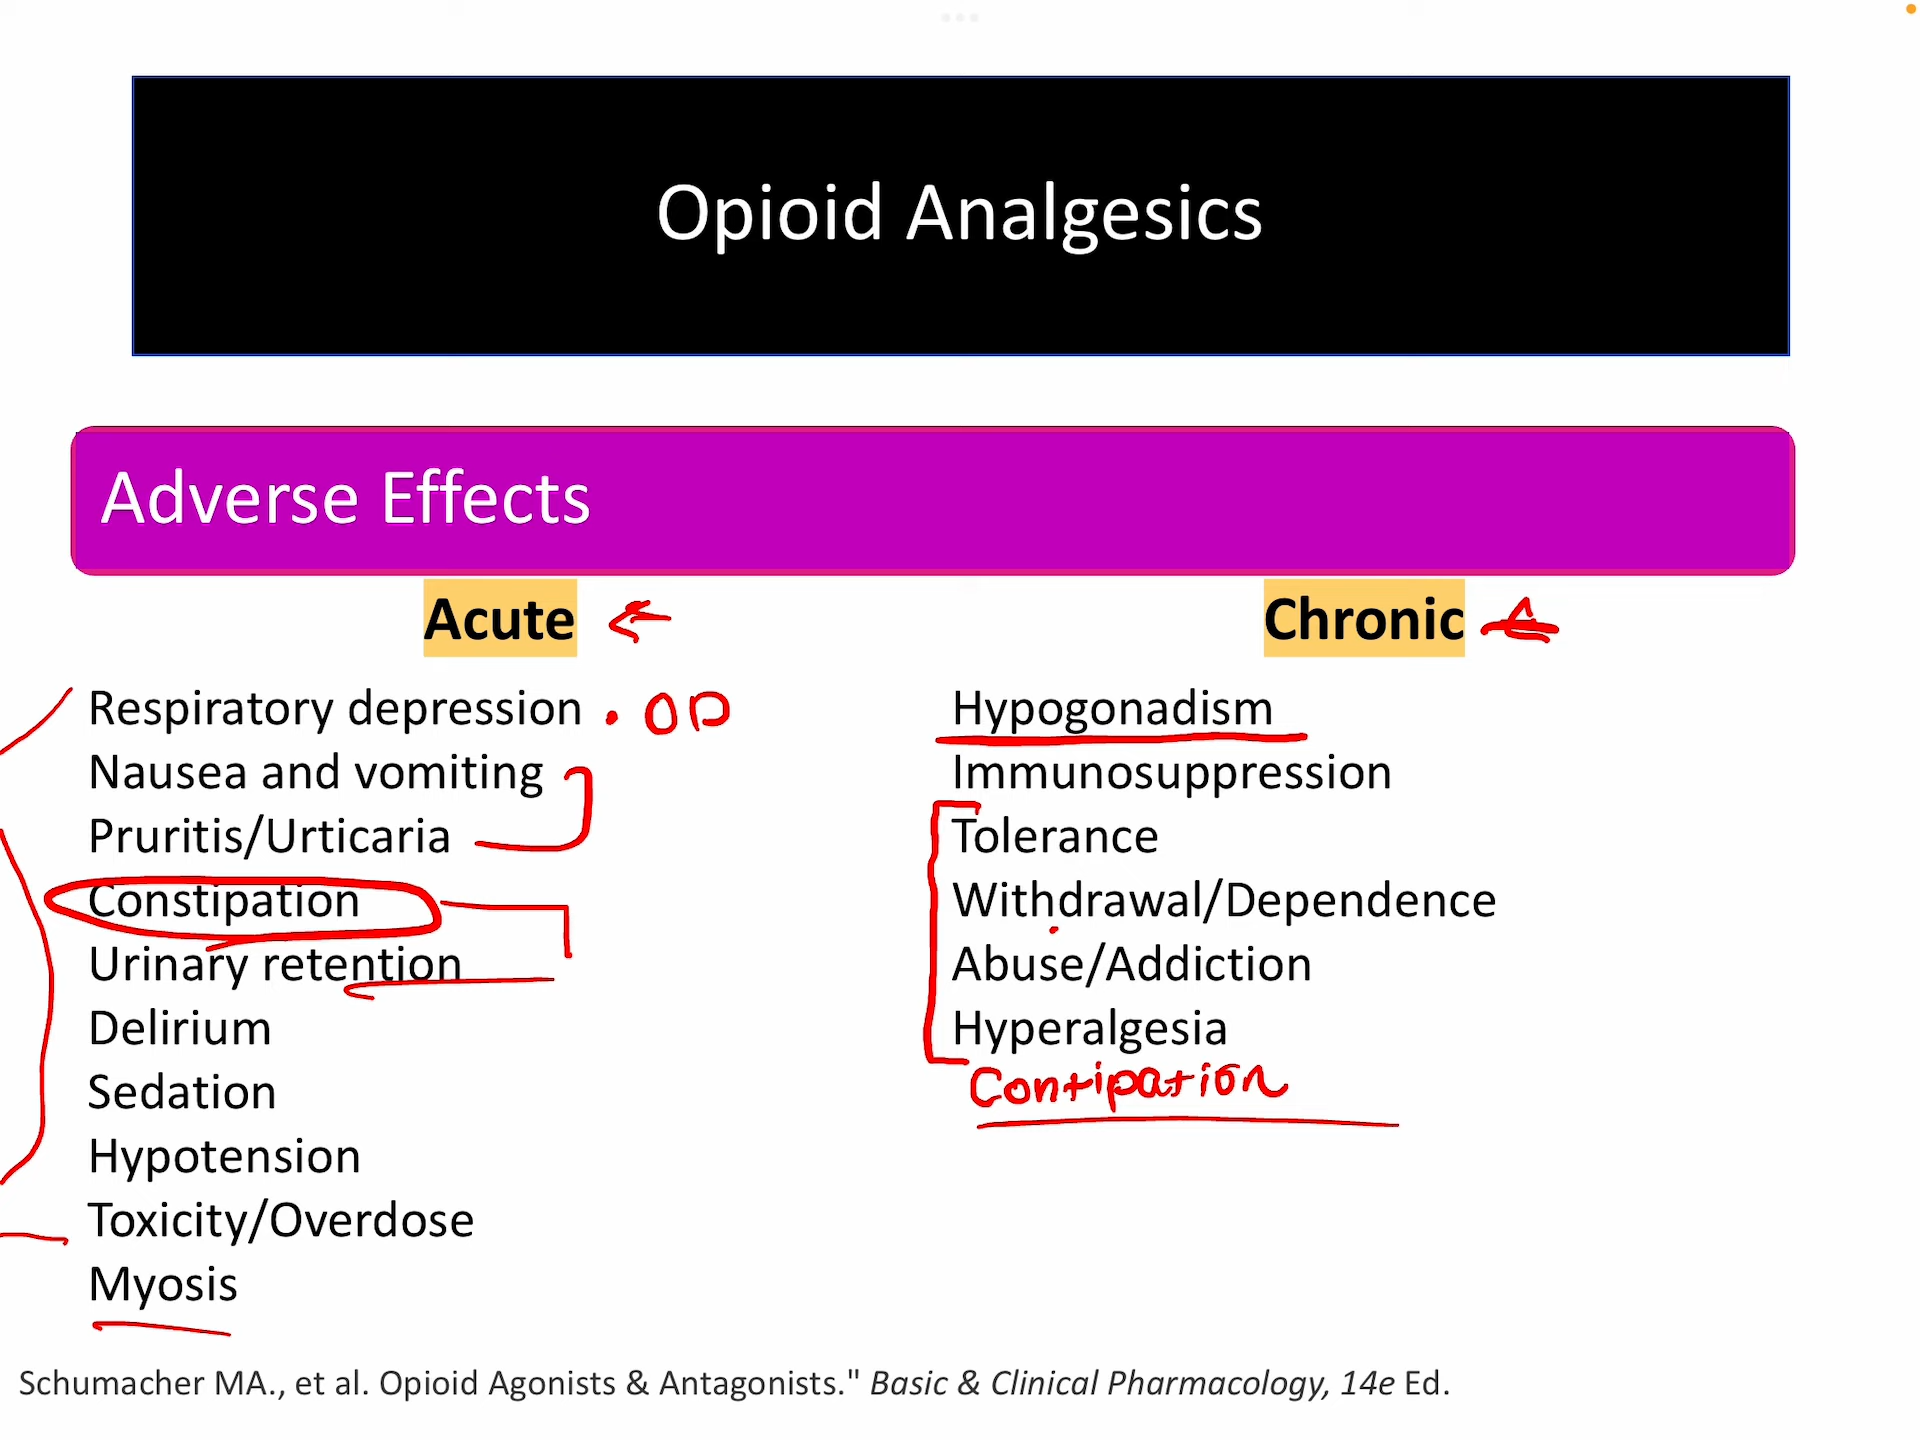 Opioid Analgesics
Adverse Effects
Acute
Respiratory depression . OD
Nausea and vomiting
Pruritis/Urticaria
Constipation
Urinary retention
Delirium
Sedation
Hypotension
Toxicity/Overdose
Myosis
Chronic
Hypogonadism
Immunosuppression
Tolerance
Withdrawal/Dependence
Abuse/Addiction
Hyperalgesia
Contipation
Schumacher MA., et al. Opioid Agonists & Antagonists." Basic & Clinical Pharmacology, 14e Ed.